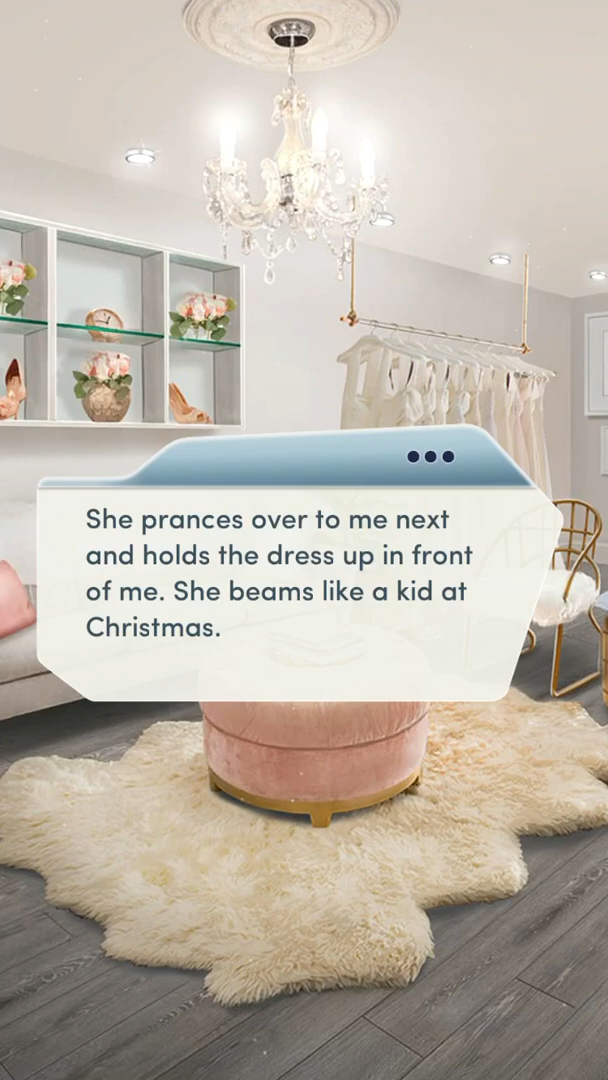 She prances over to me next
and holds the dress up in front
of me. She beams like a kid at
Christmas.